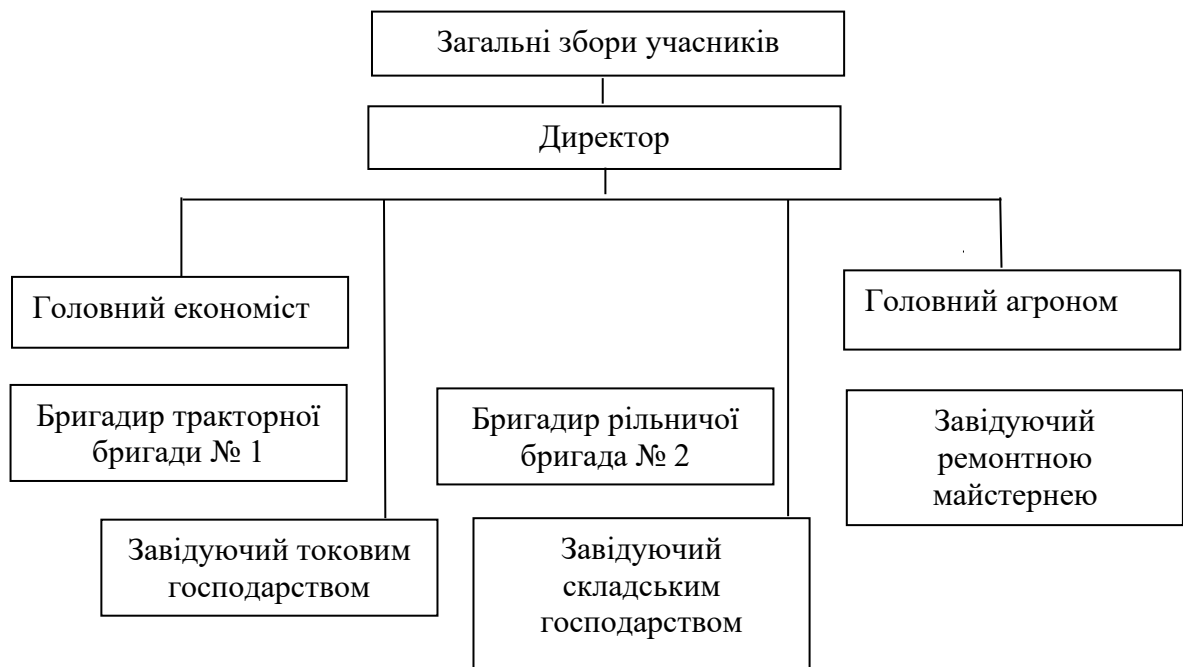 Загальні збори учасників
Директор
Головний економіст
Головний агроном
Бригадир тракторної
бригади № 1
Бригадир рільничої
бригада № 2
Завідуючий
ремонтною
майстернею
Завідуючий токовим
господарством
Завідуючий
складським
господарством